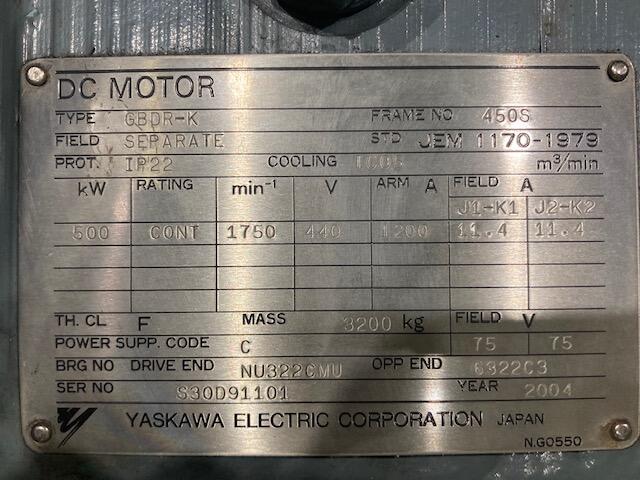 DC MOTOR
TYPE GBDR-K FRAME NO 450S
FIELD SEPARATE STD JEM 1170-1979
PROT. IP22 COOLING m³/min
kW RATING min⁻¹ V ARM A FIELD A
J1-K1 J2-K2
500 CONT 1750 440 1200 11.4 11.4
TH. CL F MASS 3200 kg FIELD V
POWER SUPP. CODE C 75 75
BRG NO DRIVE END NU322CMU OPP END 6322C3
SER NO S30D91101 YEAR 2004
YASKAWA ELECTRIC CORPORATION JAPAN
N.G0550